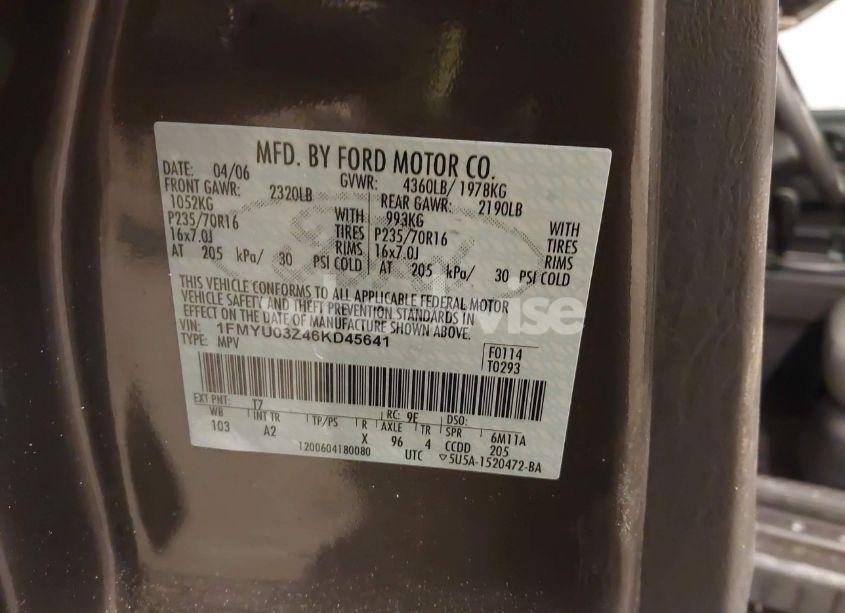 MFD. BY FORD MOTOR CO.
DATE: 04/06 GVWR: 4360LB/ 1978KG
FRONT GAWR: 2320LB REAR GAWR: 2190LB
1052KG WITH 993KG WITH
P235/70R16 TIRES P235/70R16 TIRES
16x7.0J RIMS 16x7.0J RIMS
AT 205 kPa/ 30 PSI COLD AT 205 kPa/ 30 PSI COLD
THIS VEHICLE CONFORMS TO ALL APPLICABLE FEDERAL MOTOR
VEHICLE SAFETY AND THEFT PREVENTION STANDARDS IN
EFFECT ON THE DATE OF MANUFACTURE SHOWN ABOVE.
VIN: 1FMYU03Z46KD45641
TYPE: MPV
F0114
T0293
EXT PNT: T7 RC: 9E DSO:
WB INT TR TP/PS R AXLE TR SPR 6M11A
103 A2 X 96 4 CCDD 205
1200604180080 UTC ▽5U5A-1520472-BA